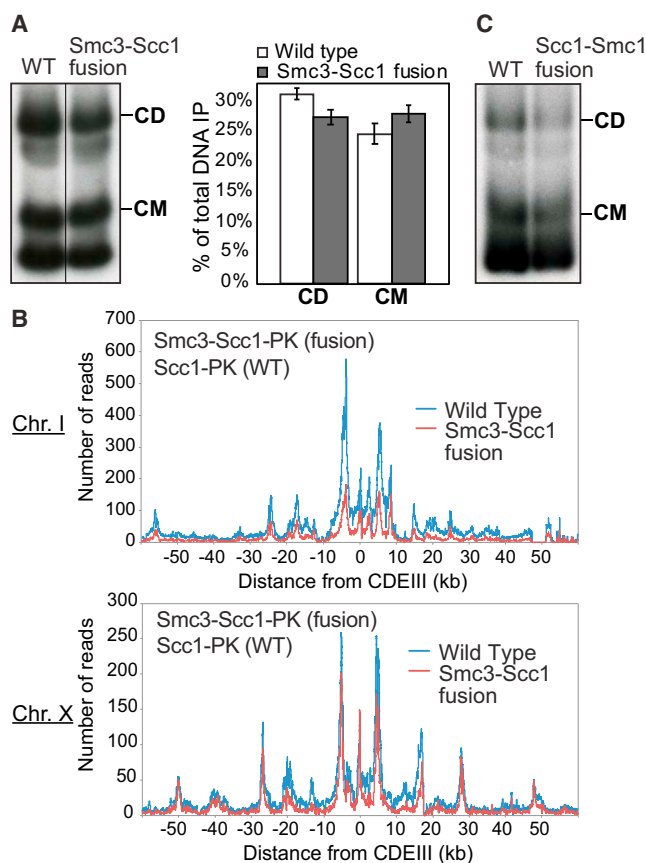 A
WT
Smc3-Scc1
fusion
CD
CM
Wild type
Smc3-Scc1 fusion
% of total DNA IP
30%
25%
20%
15%
10%
5%
0%
CD
CM
C
WT
Scc1-Smc1
fusion
CD
CM
B
Chr. I
Number of reads
700
600
500
400
300
200
100
0
Smc3-Scc1-PK (fusion)
Scc1-PK (WT)
Wild Type
Smc3-Scc1
fusion
-50 -40 -30 -20 -10 0 10 20 30 40 50
Distance from CDEIII (kb)
Chr. X
Number of reads
300
250
200
150
100
50
0
Smc3-Scc1-PK (fusion)
Scc1-PK (WT)
Wild Type
Smc3-Scc1
fusion
-50 -40 -30 -20 -10 0 10 20 30 40 50
Distance from CDEIII (kb)